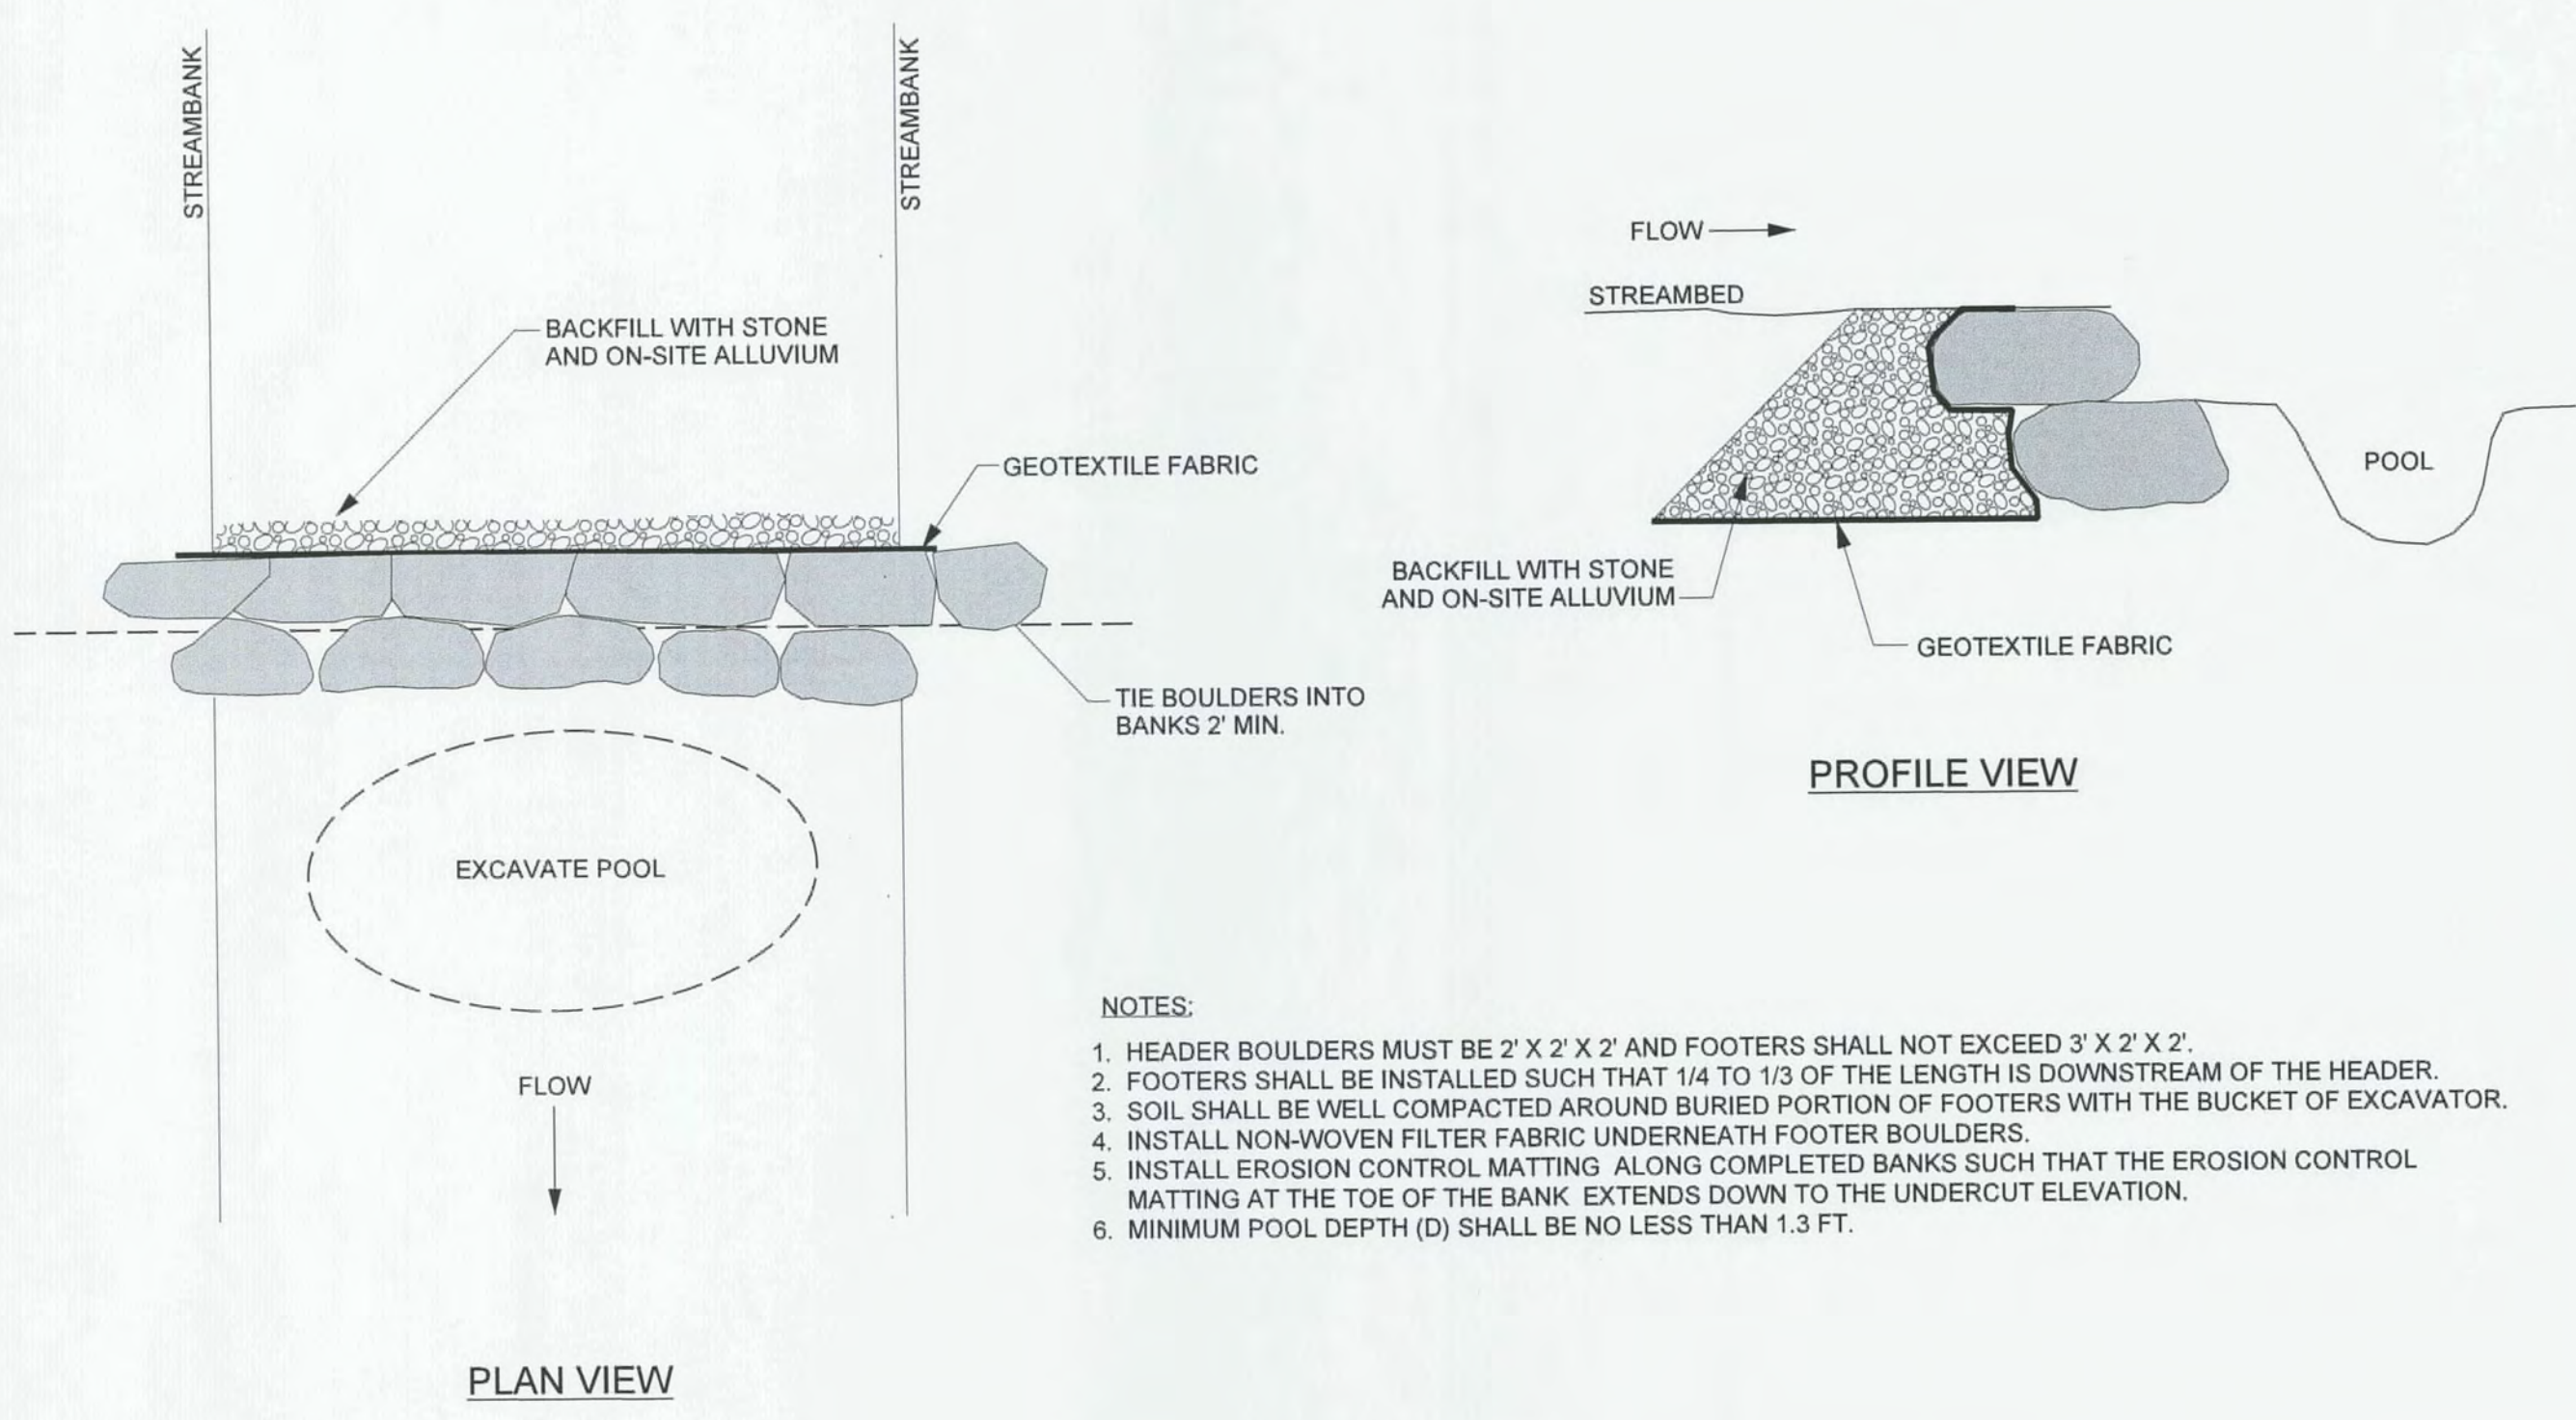 STREAMBANK
STREAMBANK
BACKFILL WITH STONE
AND ON-SITE ALLUVIUM
GEOTEXTILE FABRIC
TIE BOULDERS INTO
BANKS 2' MIN.
EXCAVATE POOL
FLOW
PLAN VIEW
FLOW
STREAMBED
POOL
BACKFILL WITH STONE
AND ON-SITE ALLUVIUM
GEOTEXTILE FABRIC
PROFILE VIEW
NOTES:
1. HEADER BOULDERS MUST BE 2' X 2' X 2' AND FOOTERS SHALL NOT EXCEED 3' X 2' X 2'.
2. FOOTERS SHALL BE INSTALLED SUCH THAT 1/4 TO 1/3 OF THE LENGTH IS DOWNSTREAM OF THE HEADER.
3. SOIL SHALL BE WELL COMPACTED AROUND BURIED PORTION OF FOOTERS WITH THE BUCKET OF EXCAVATOR.
4. INSTALL NON-WOVEN FILTER FABRIC UNDERNEATH FOOTER BOULDERS.
5. INSTALL EROSION CONTROL MATTING ALONG COMPLETED BANKS SUCH THAT THE EROSION CONTROL
MATTING AT THE TOE OF THE BANK EXTENDS DOWN TO THE UNDERCUT ELEVATION.
6. MINIMUM POOL DEPTH (D) SHALL BE NO LESS THAN 1.3 FT.